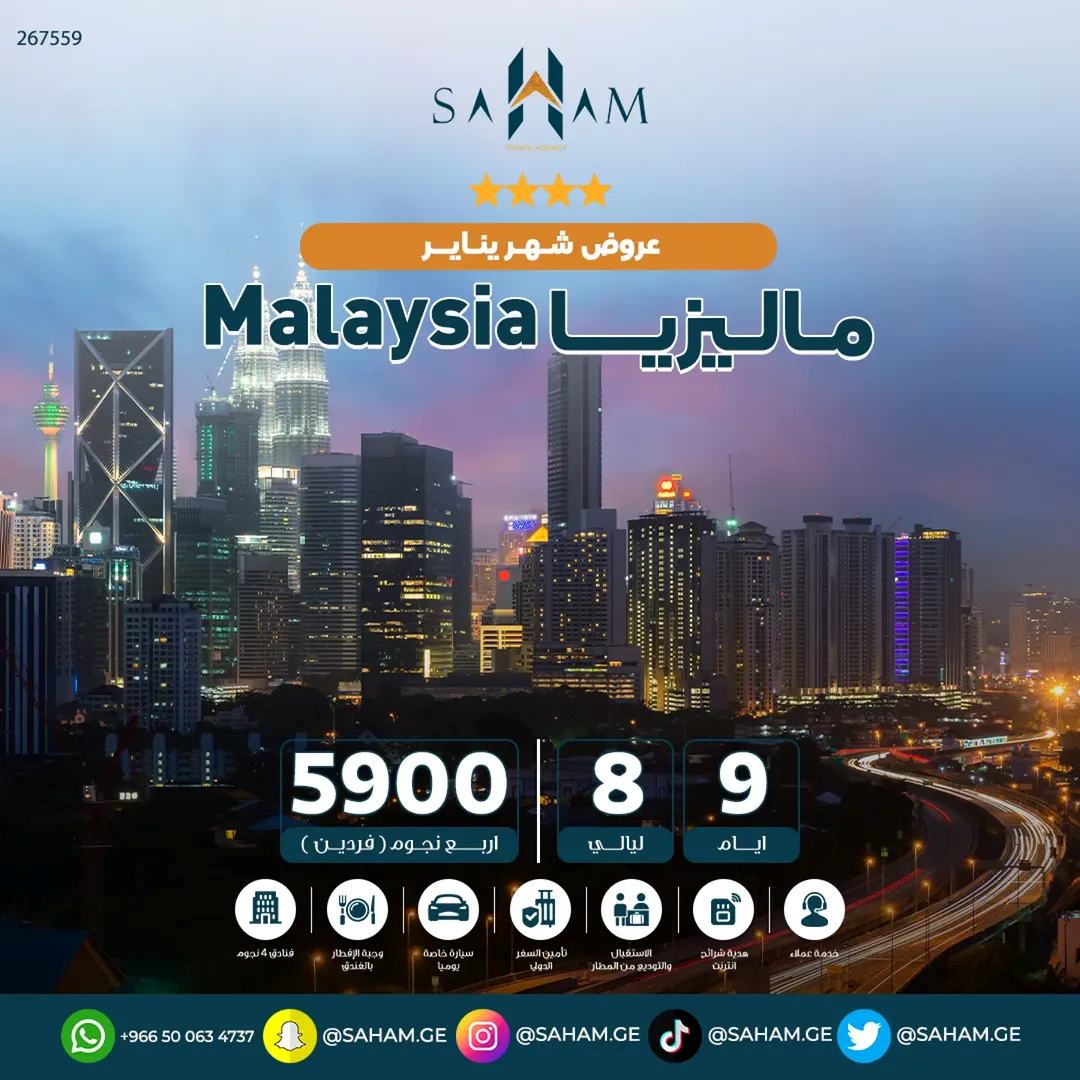 267559
SAHAM
TRAVEL AGENCY
عروض شهر يناير
ماليزيا Malaysia
9
ايام
8
ليالي
5900
اربع نجوم ( فردين )
خدمة عملاء
هدية شرائح
انترنت
الاستقبال
والتوديع من المطار
تأمين السفر
الدولي
سيارة خاصة
يوميا
وجبة الإفطار
بالفندق
فنادق 4 نجوم
+966 50 063 4737
@SAHAM.GE
@SAHAM.GE
@SAHAM.GE
@SAHAM.GE